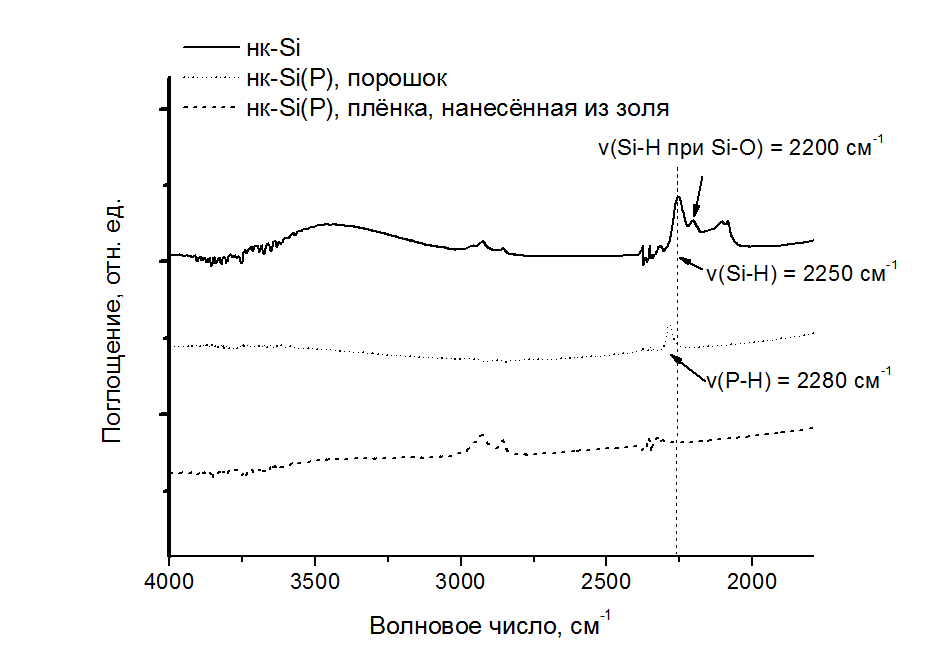 нк-Si
нк-Si(P), порошок
нк-Si(P), плёнка, нанесённая из золя
ν(Si-H при Si-O) = 2200 см⁻¹
ν(Si-H) = 2250 см⁻¹
ν(P-H) = 2280 см⁻¹
Поглощение, отн. ед.
4000 3500 3000 2500 2000
Волновое число, см⁻¹